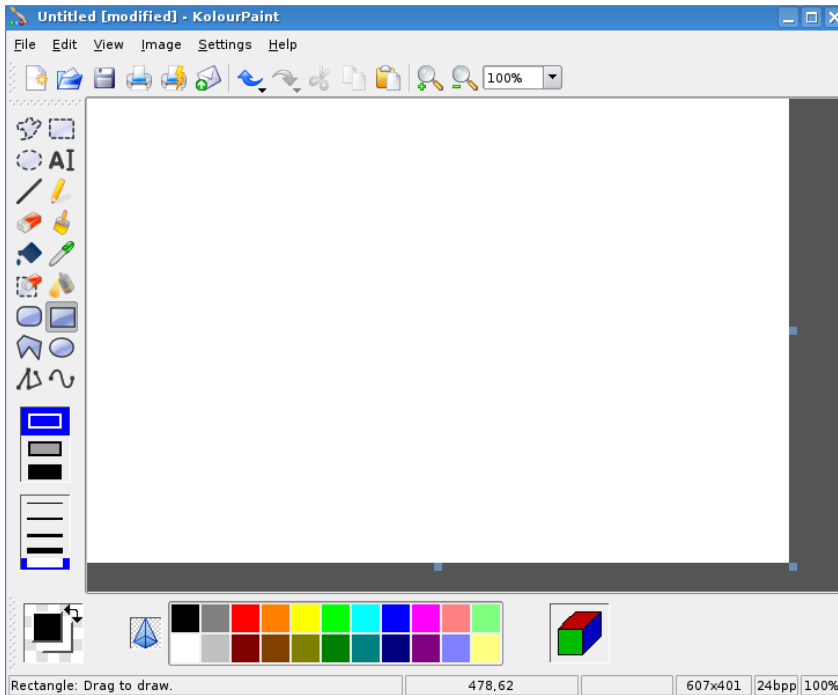 Untitled [modified] - KolourPaint
File Edit View Image Settings Help
100%
AI
Rectangle: Drag to draw. 478,62 607x401 24bpp 100%